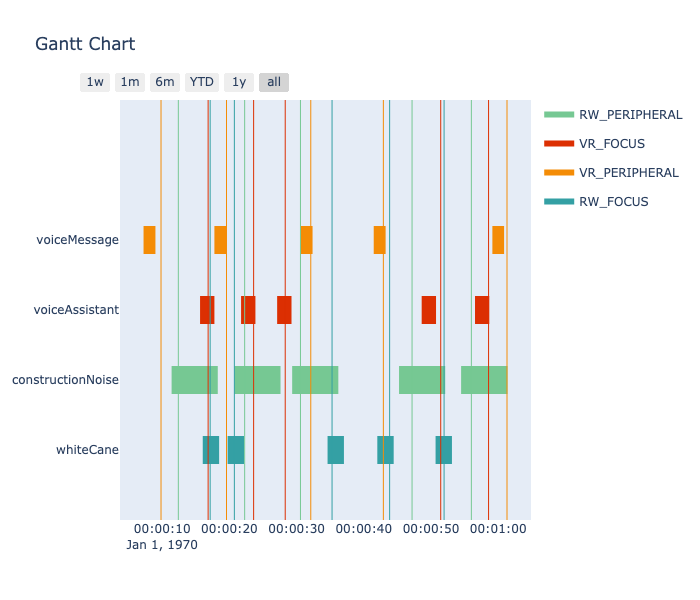 Gantt Chart
1w 1m 6m YTD 1y all
RW_PERIPHERAL
VR_FOCUS
VR_PERIPHERAL
RW_FOCUS
voiceMessage
voiceAssistant
constructionNoise
whiteCane
00:00:10 00:00:20 00:00:30 00:00:40 00:00:50 00:01:00
Jan 1, 1970